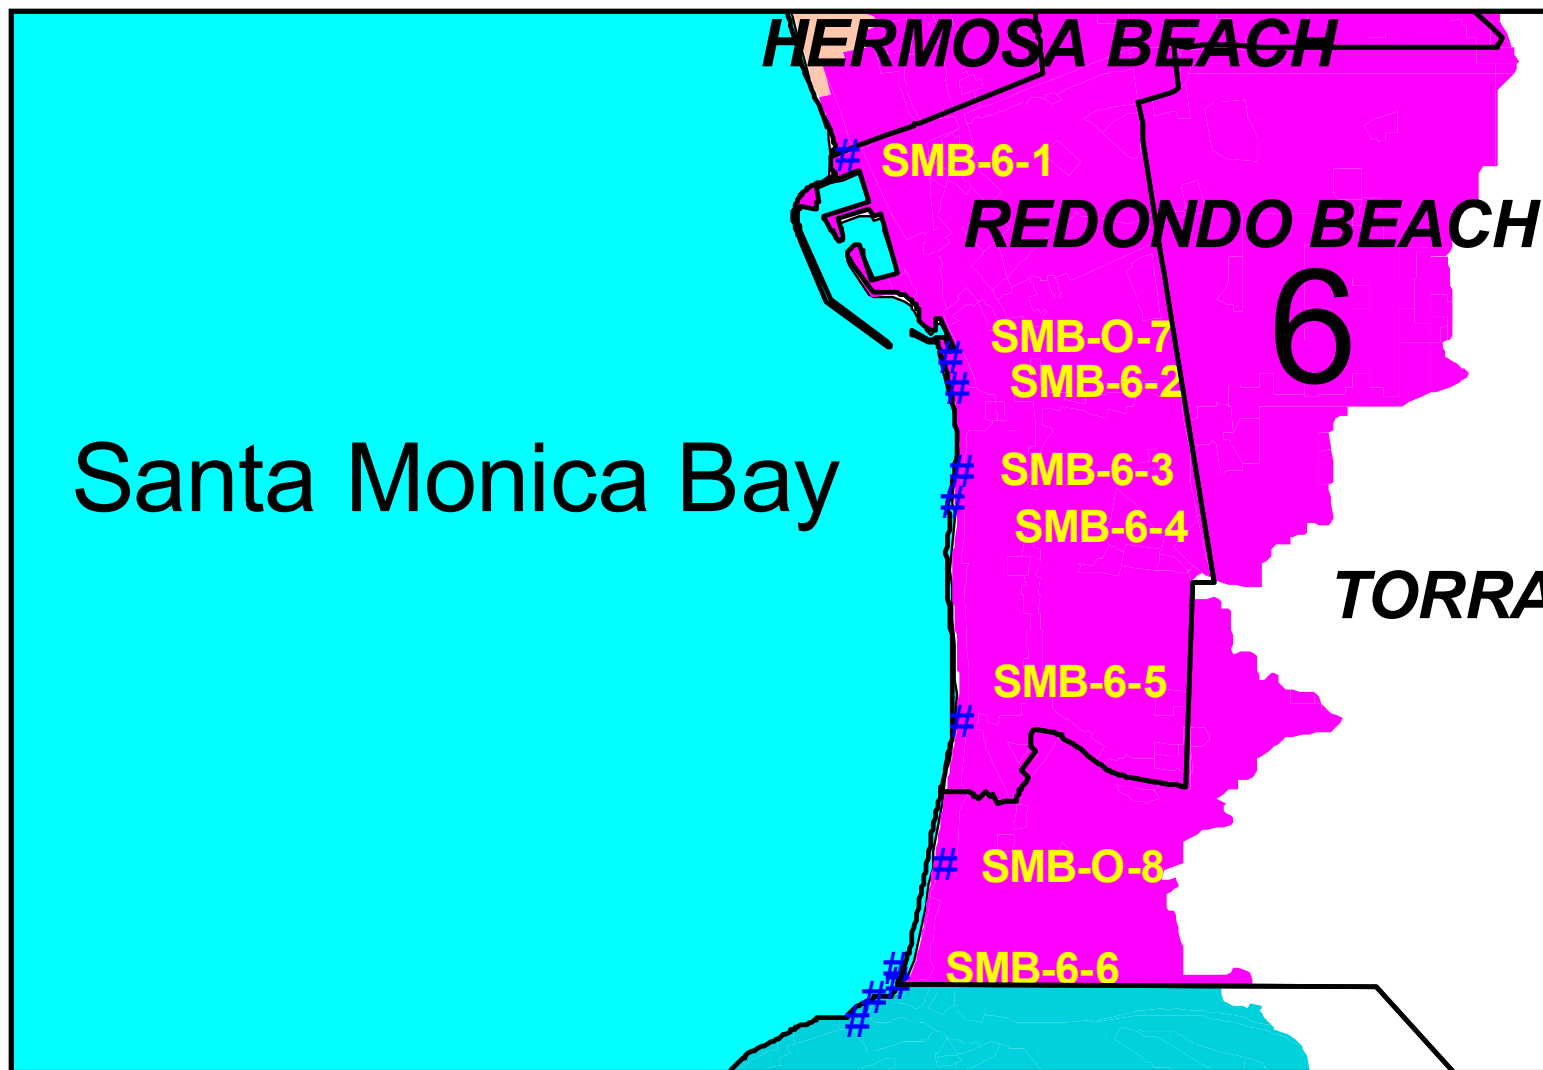 HERMOSA BEACH
# SMB-6-1
REDONDO BEACH
6
SMB-O-7
#
# SMB-6-2
Santa Monica Bay
# SMB-6-3
#
SMB-6-4
TORRA
SMB-6-5
#
# SMB-O-8
# SMB-6-6
#
#
#